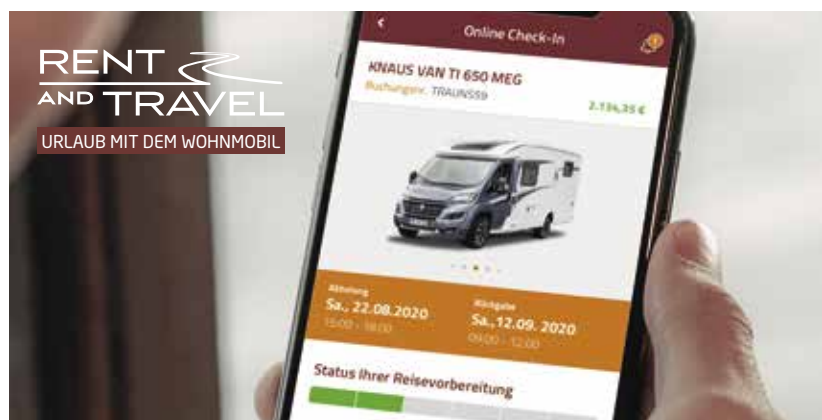 RENT
AND TRAVEL
URLAUB MIT DEM WOHNMOBIL
Online Check-In
KNAUS VAN TI 650 MEG
Buchungsnr. TRAUNS59
2.134,35 €
Abholung
Sa., 22.08.2020
15:00 - 18:00
Rückgabe
Sa., 12.09. 2020
09:00 - 12:00
Status Ihrer Reisevorbereitung